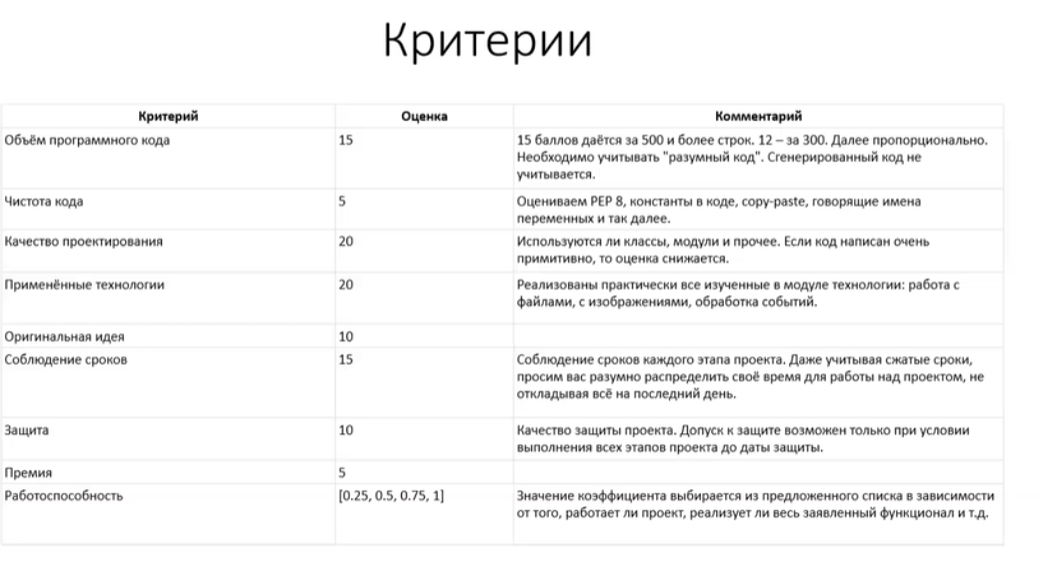 Критерии
Критерий Оценка Комментарий
Объём программного кода 15 15 баллов даётся за 500 и более строк. 12 – за 300. Далее пропорционально.
Необходимо учитывать "разумный код". Сгенерированный код не
учитывается.
Чистота кода 5 Оцениваем PEP 8, константы в коде, copy-paste, говорящие имена
переменных и так далее.
Качество проектирования 20 Используются ли классы, модули и прочее. Если код написан очень
примитивно, то оценка снижается.
Применённые технологии 20 Реализованы практически все изученные в модуле технологии: работа с
файлами, с изображениями, обработка событий.
Оригинальная идея 10
Соблюдение сроков 15 Соблюдение сроков каждого этапа проекта. Даже учитывая сжатые сроки,
просим вас разумно распределить своё время для работы над проектом, не
откладывая всё на последний день.
Защита 10 Качество защиты проекта. Допуск к защите возможен только при условии
выполнения всех этапов проекта до даты защиты.
Премия 5
Работоспособность [0.25, 0.5, 0.75, 1] Значение коэффициента выбирается из предложенного списка в зависимости
от того, работает ли проект, реализует ли весь заявленный функционал и т.д.